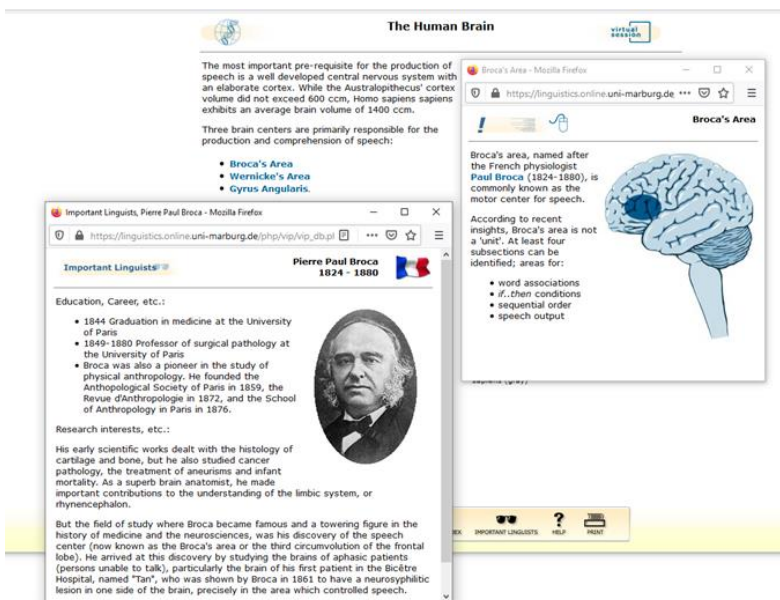 The Human Brain
virtual
session
The most important pre-requisite for the production of
speech is a well developed central nervous system with
an elaborate cortex. While the Australopithecus' cortex
volume did not exceed 600 ccm, Homo sapiens sapiens
exhibits an average brain volume of 1400 ccm.
Three brain centers are primarily responsible for the
production and comprehension of speech:
• Broca's Area
• Wernicke's Area
• Gyrus Angularis.
Broca's Area - Mozilla Firefox
https://linguistics.online.uni-marburg.de
Broca's Area
Broca's area, named after
the French physiologist
Paul Broca (1824-1880), is
commonly known as the
motor center for speech.
According to recent
insights, Broca's area is not
a 'unit'. At least four
subsections can be
identified; areas for:
• word associations
• if..then conditions
• sequential order
• speech output
sapiens (gray)
Important Linguists, Pierre Paul Broca - Mozilla Firefox
https://linguistics.online.uni-marburg.de/php/vip/vip_db.pl
Important Linguists
Pierre Paul Broca
1824 - 1880
Education, Career, etc.:
• 1844 Graduation in medicine at the University
of Paris
• 1849-1880 Professor of surgical pathology at
the University of Paris
• Broca was also a pioneer in the study of
physical anthropology. He founded the
Anthopological Society of Paris in 1859, the
Revue d'Anthropologie in 1872, and the School
of Anthropology in Paris in 1876.
Research interests, etc.:
His early scientific works dealt with the histology of
cartilage and bone, but he also studied cancer
pathology, the treatment of aneurisms and infant
mortality. As a superb brain anatomist, he made
important contributions to the understanding of the limbic system, or
rhynencephalon.
But the field of study where Broca became famous and a towering figure in the
history of medicine and the neurosciences, was his discovery of the speech
center (now known as the Broca's area or the third circumvolution of the frontal
lobe). He arrived at this discovery by studying the brains of aphasic patients
(persons unable to talk), particularly the brain of his first patient in the Bicêtre
Hospital, named "Tan", who was shown by Broca in 1861 to have a neurosyphilitic
lesion in one side of the brain, precisely in the area which controlled speech.
IMPORTANT LINGUISTS HELP PRINT